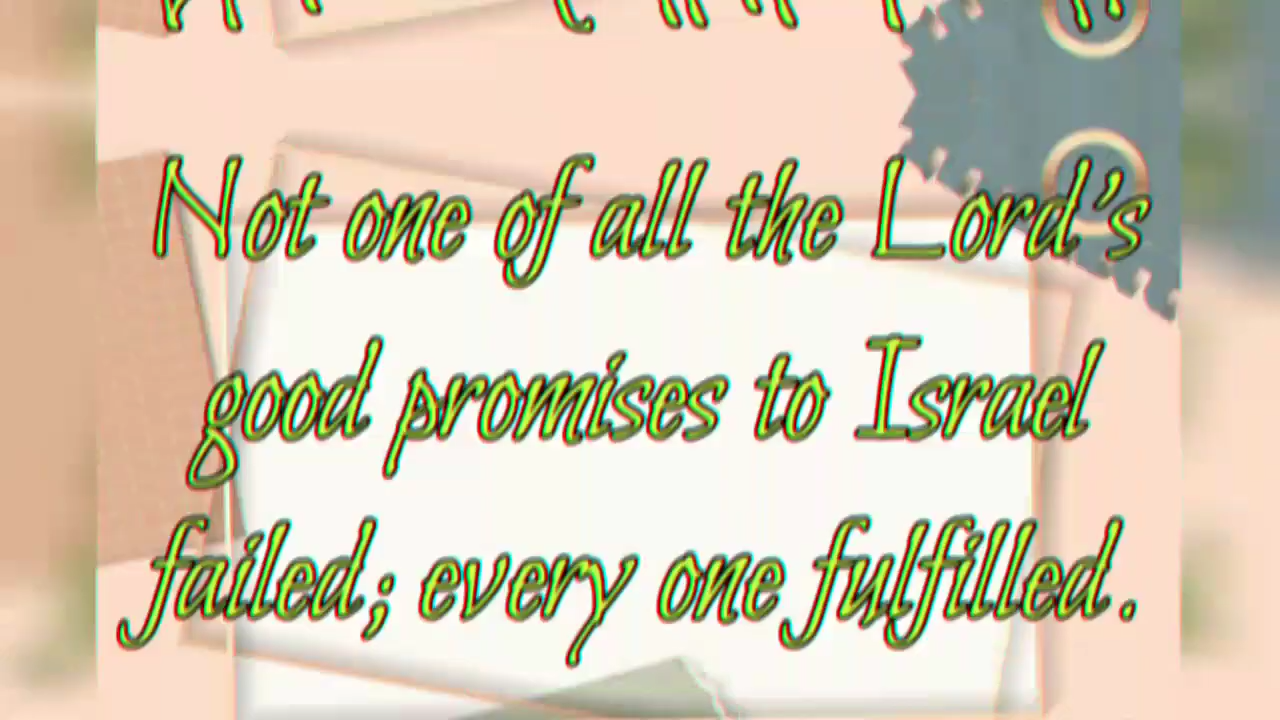 Not one of all the Lord's
good promises to Israel
failed; every one fulfilled.